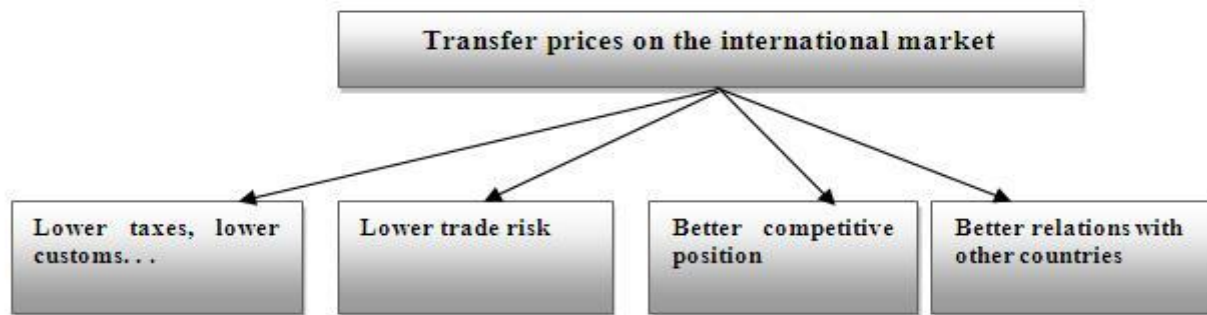 Transfer prices on the international market
Lower taxes, lower
customs. . .
Lower trade risk
Better competitive
position
Better relations with
other countries